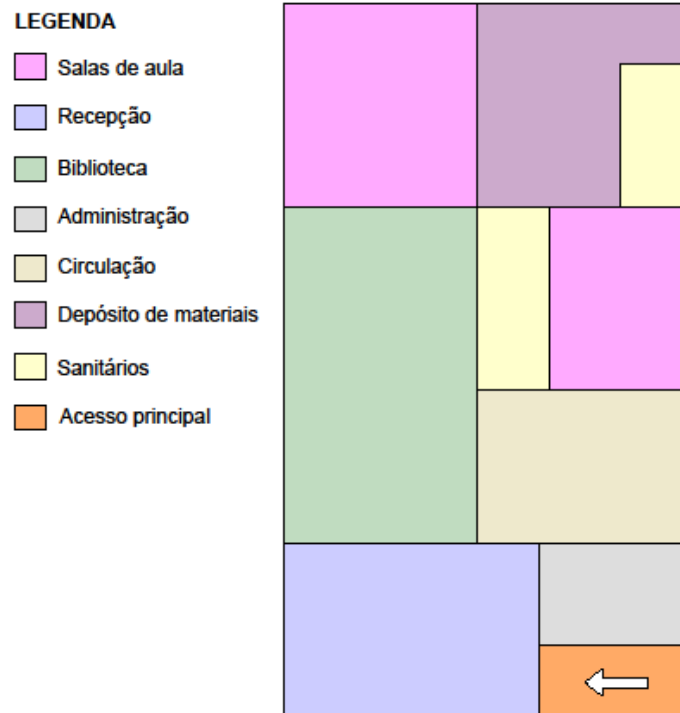 LEGENDA
Salas de aula
Recepção
Biblioteca
Administração
Circulação
Depósito de materiais
Sanitários
Acesso principal